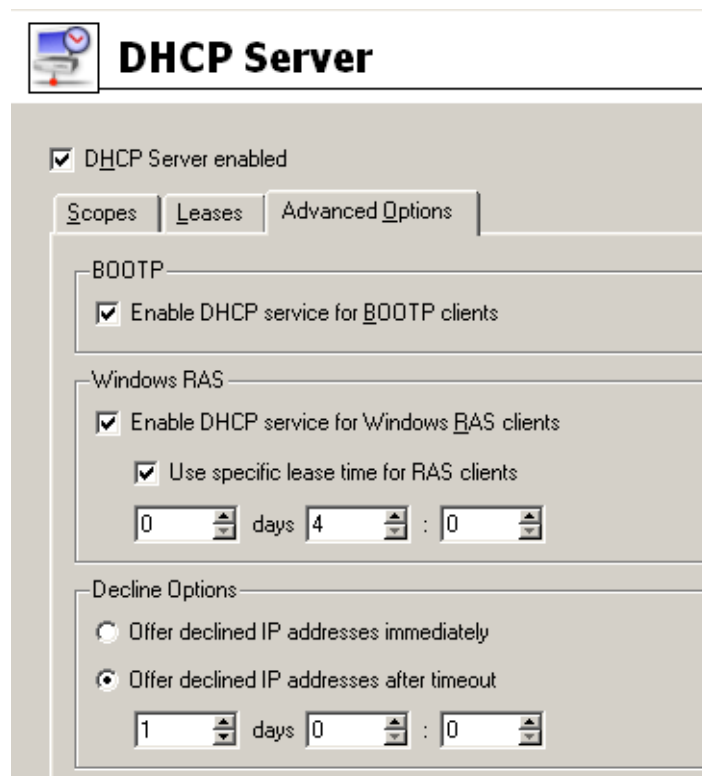 DHCP Server
DHCP Server enabled
Scopes Leases Advanced Options
BOOTP
Enable DHCP service for BOOTP clients
Windows RAS
Enable DHCP service for Windows RAS clients
Use specific lease time for RAS clients
0 days 4 : 0
Decline Options
Offer declined IP addresses immediately
Offer declined IP addresses after timeout
1 days 0 : 0